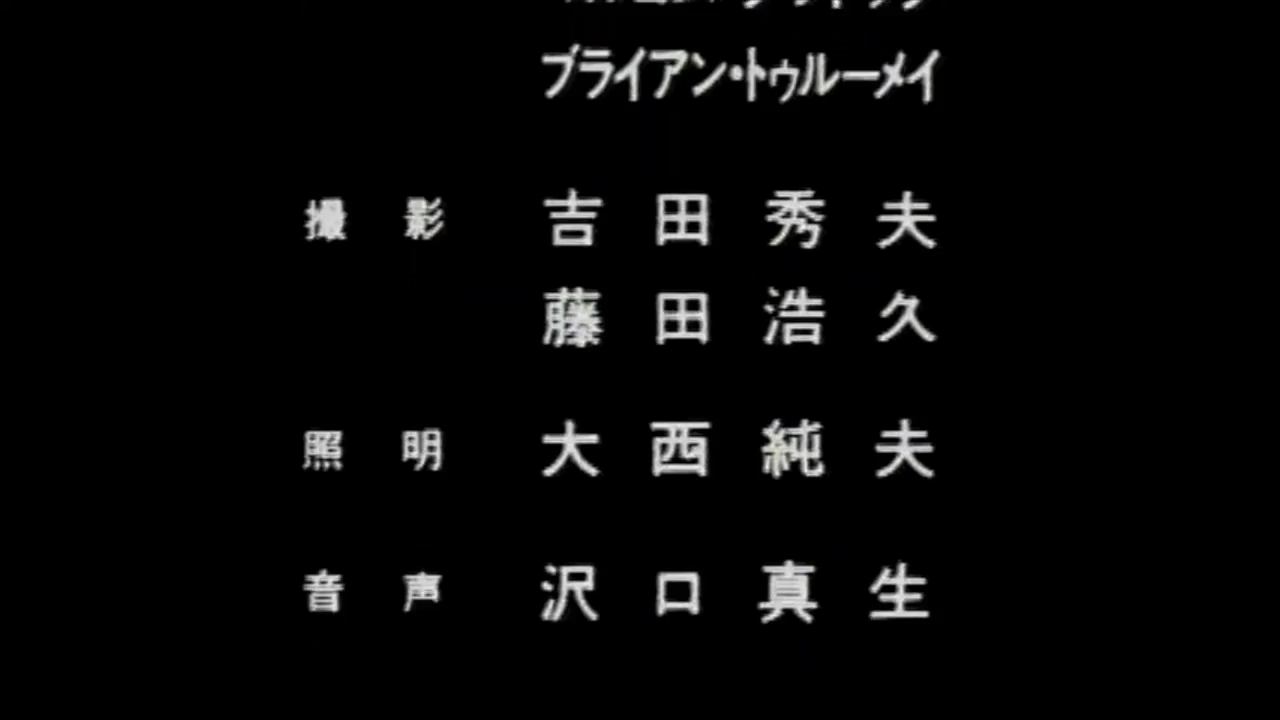 ブライアン・トゥルーメイ
撮影 吉田秀夫
藤田浩久
照明 大西純夫
音声 沢口真生